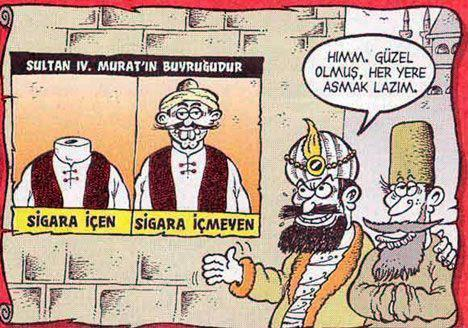 SULTAN IV. MURAT'IN BUYRUĞUDUR
SİGARA İÇEN
SİGARA İÇMEYEN
HIMM. GÜZEL
OLMUŞ, HER YERE
ASMAK LAZIM.